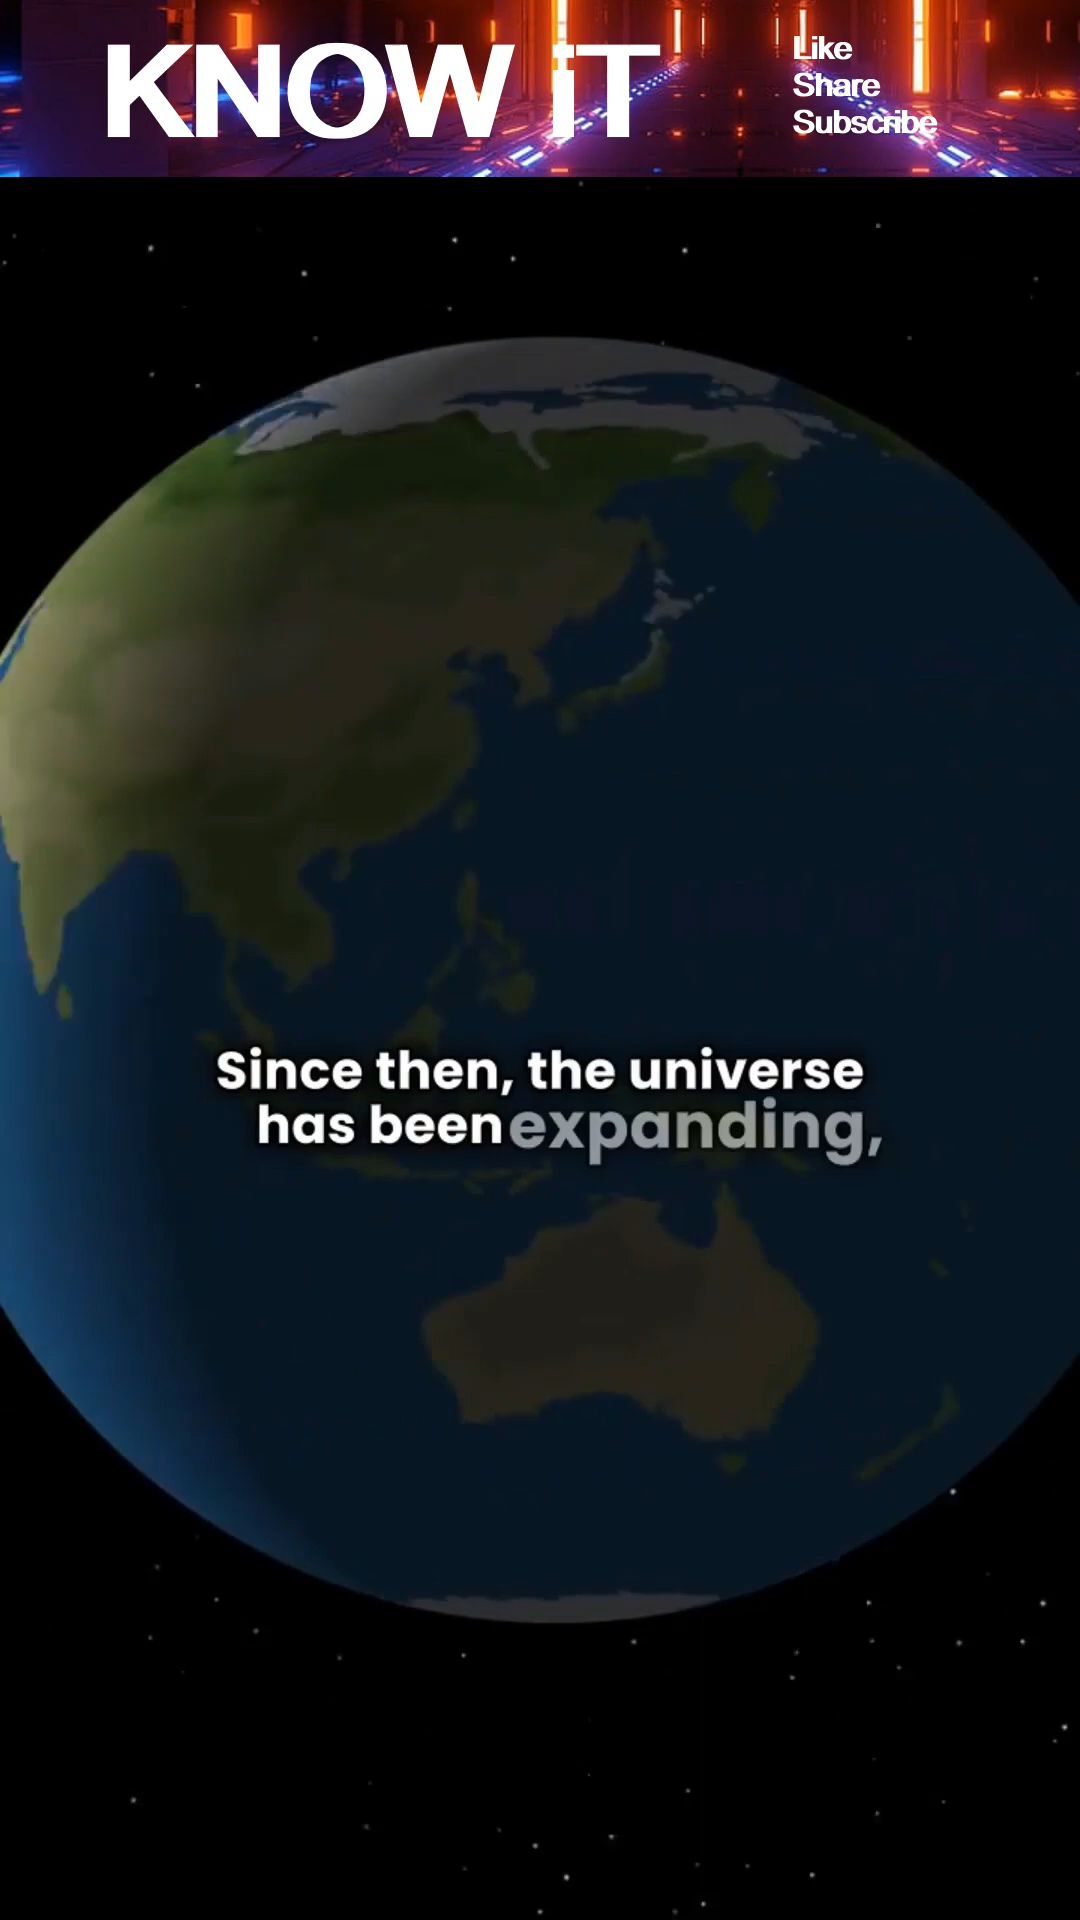 KNOW iT
Like
Share
Subscribe
Since then, the universe
has been expanding,